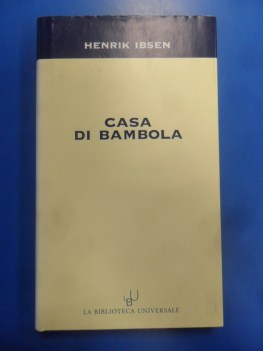 HENRIK IBSEN
CASA
DI BAMBOLA
LA BIBLIOTECA UNIVERSALE